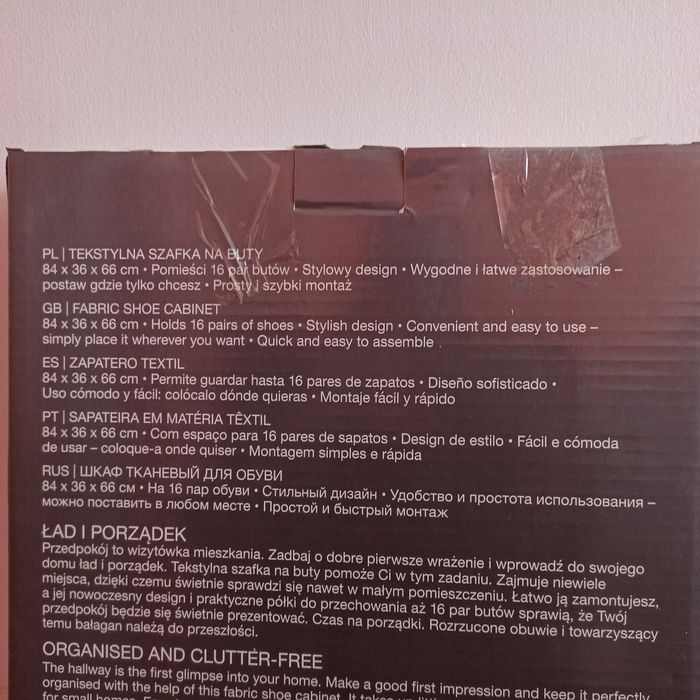 PL | TEKSTYLNA SZAFKA NA BUTY
84 x 36 x 66 cm • Pomieści 16 par butów • Stylowy design • Wygodne i łatwe zastosowanie –
postaw gdzie tylko chcesz • Prosty i szybki montaż
GB | FABRIC SHOE CABINET
84 x 36 x 66 cm • Holds 16 pairs of shoes • Stylish design • Convenient and easy to use –
simply place it wherever you want • Quick and easy to assemble
ES | ZAPATERO TEXTIL
84 x 36 x 66 cm • Permite guardar hasta 16 pares de zapatos • Diseño sofisticado •
Uso cómodo y fácil: colócalo dónde quieras • Montaje fácil y rápido
PT | SAPATEIRA EM MATÉRIA TÊXTIL
84 x 36 x 66 cm • Com espaço para 16 pares de sapatos • Design de estilo • Fácil e cómoda
de usar – coloque-a onde quiser • Montagem simples e rápida
RUS | ШКАФ ТКАНЕВЫЙ ДЛЯ ОБУВИ
84 x 36 x 66 см • На 16 пар обуви • Стильный дизайн • Удобство и простота использования –
можно поставить в любом месте • Простой и быстрый монтаж
ŁAD I PORZĄDEK
Przedpokój to wizytówka mieszkania. Zadbaj o dobre pierwsze wrażenie i wprowadź do swojego
domu ład i porządek. Tekstylna szafka na buty pomoże Ci w tym zadaniu. Zajmuje niewiele
miejsca, dzięki czemu świetnie sprawdzi się nawet w małym pomieszczeniu. Łatwo ją zamontujesz,
a jej nowoczesny design i praktyczne półki do przechowania aż 16 par butów sprawią, że Twój
przedpokój będzie się świetnie prezentować. Czas na porządki. Rozrzucone obuwie i towarzyszący
temu bałagan należą do przeszłości.
ORGANISED AND CLUTTER-FREE
The hallway is the first glimpse into your home. Make a good first impression and keep it perfectly
organised with the help of this fabric shoe cabinet. It takes up
for small homes.